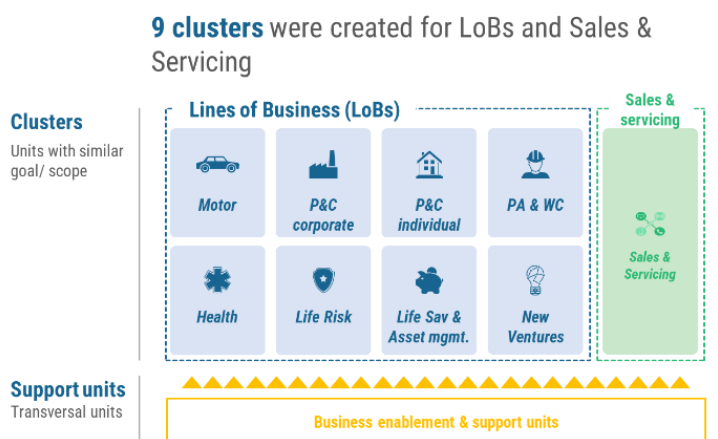 9 clusters were created for LoBs and Sales &
Servicing
Clusters
Units with similar
goal/ scope
Lines of Business (LoBs)
Motor
P&C
corporate
P&C
individual
PA & WC
Health
Life Risk
Life Sav &
Asset mgmt.
New
Ventures
Sales &
servicing
Sales &
Servicing
Support units
Transversal units
Business enablement & support units